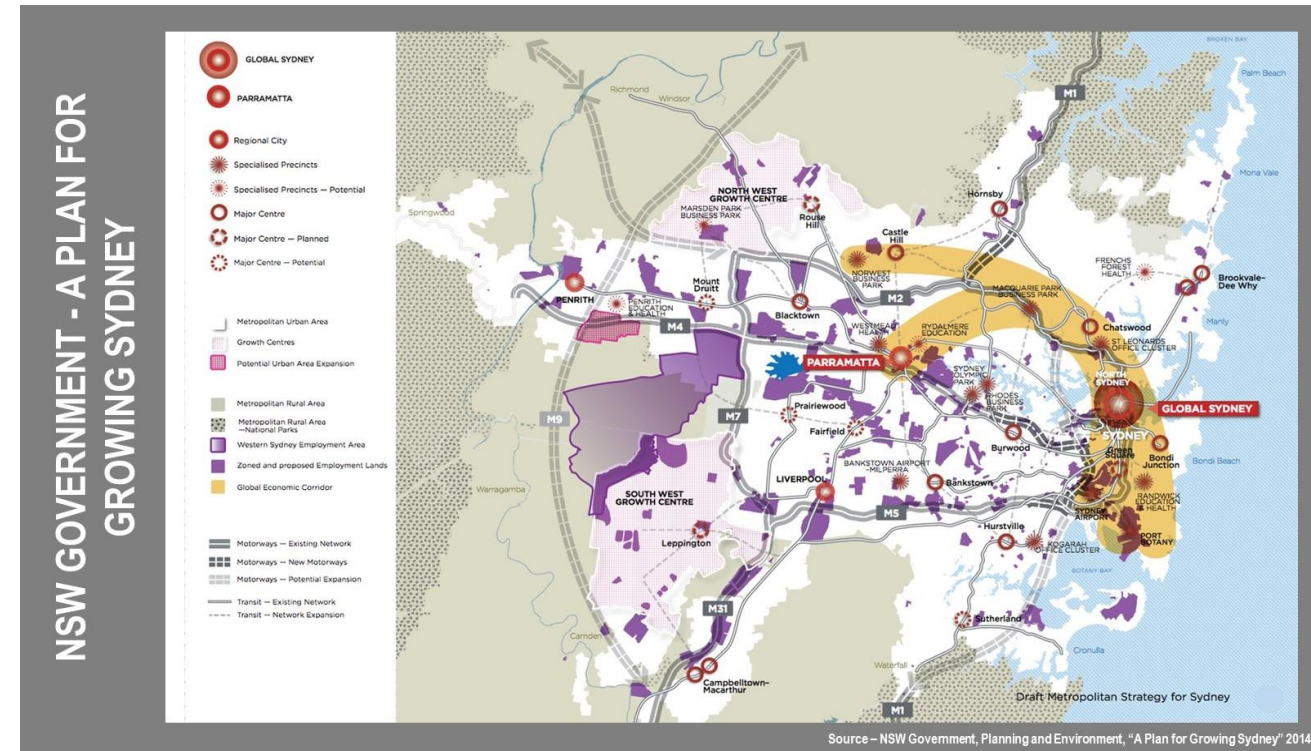 NSW GOVERNMENT - A PLAN FOR
GROWING SYDNEY
GLOBAL SYDNEY
PARRAMATTA
Regional City
Specialised Precincts
Specialised Precincts — Potential
Major Centre
Major Centre — Planned
Major Centre — Potential
Metropolitan Urban Area
Growth Centres
Potential Urban Area Expansion
Metropolitan Rural Area
Metropolitan Rural Area
—National Parks
Western Sydney Employment Area
Zoned and proposed Employment Lands
Global Economic Corridor
Motorways — Existing Network
Motorways — New Motorways
Motorways — Potential Expansion
Transit — Existing Network
Transit — Network Expansion
BROKEN BAY
Palm Beach
Richmond
Windsor
M1
Mona Vale
NORTH WEST
GROWTH CENTRE
MARSDEN PARK
BUSINESS PARK
Rouse
Hill
Hornsby
Springwood
Castle
Hill
NORWEST
BUSINESS
PARK
FRENCHS
FOREST
HEALTH
Brookvale-
Dee Why
PENRITH
PENRITH
EDUCATION
& HEALTH
Mount
Druitt
Blacktown
M2
MACQUARIE PARK
BUSINESS PARK
Manly
M4
WESTMEAD
HEALTH
RYDALMERE
EDUCATION
Chatswood
ST LEONARDS
OFFICE CLUSTER
PARRAMATTA
SYDNEY
OLYMPIC
PARK
RHODES
BUSINESS
PARK
NORTH
SYDNEY
GLOBAL SYDNEY
M9
M7
Prairiewood
Fairfield
Burwood
SYDNEY
Green
Square
Bondi
Junction
Bondi Beach
BANKSTOWN AIRPORT
-MILPERRA
LIVERPOOL
Bankstown
Warragamba
SOUTH WEST
GROWTH CENTRE
M5
RANDWICK
EDUCATION
& HEALTH
SYDNEY
AIRPORT
Leppington
Hurstville
KOGARAH
OFFICE CLUSTER
PORT
BOTANY
BOTANY BAY
M31
Camden
Sutherland
Cronulla
Waterfall
Campbelltown-
Macarthur
M1
Draft Metropolitan Strategy for Sydney
Source – NSW Government, Planning and Environment, “A Plan for Growing Sydney” 2014